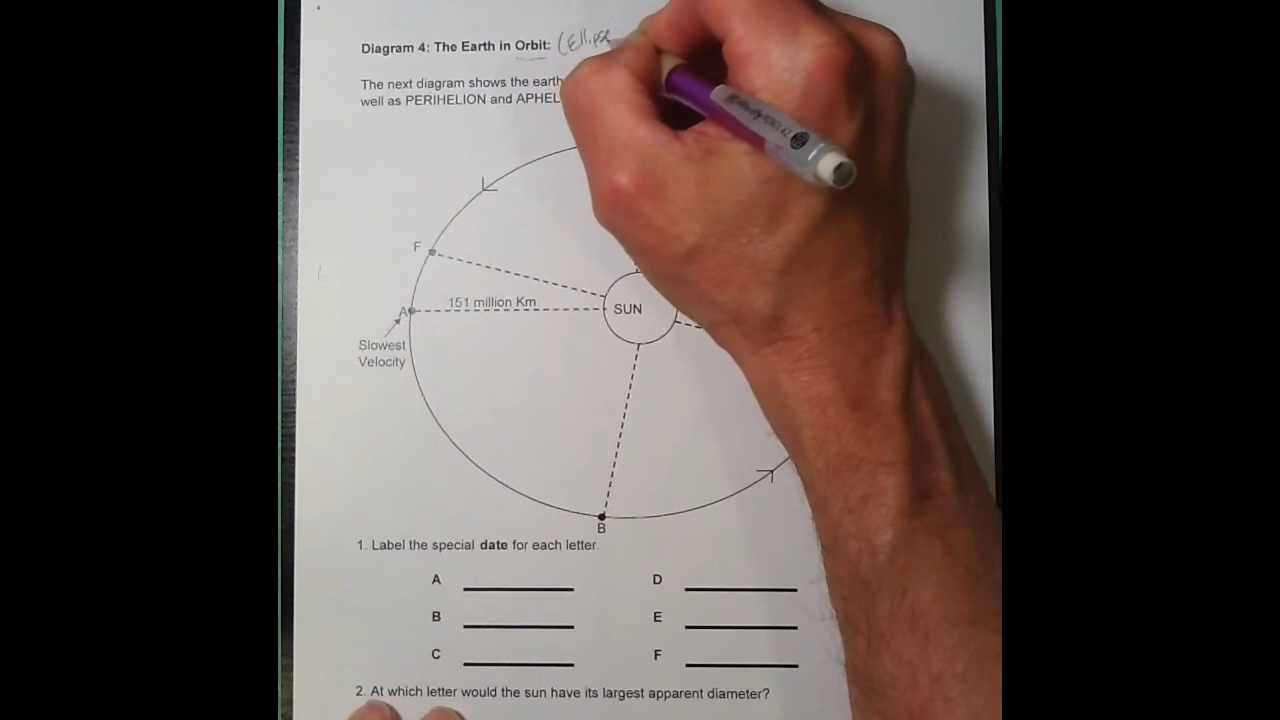 Diagram 4: The Earth in Orbit: (Ellipse
The next diagram shows the earth
well as PERIHELION and APHEL
F
A
151 million Km
SUN
Slowest
Velocity
B
1. Label the special date for each letter.
A D
B E
C F
2. At which letter would the sun have its largest apparent diameter?